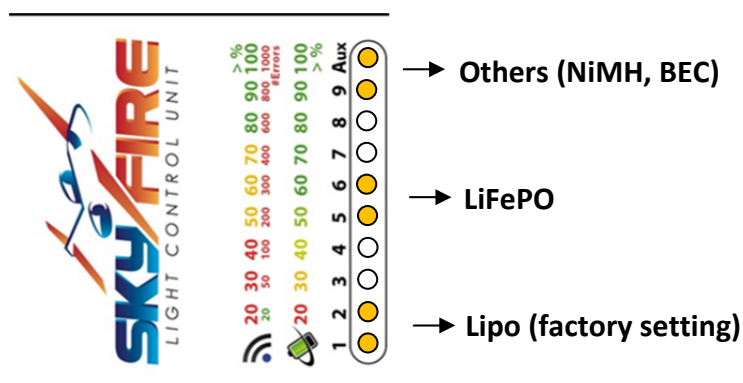 SKYFIRE
LIGHT CONTROL UNIT
> %
20 30 40 50 60 70 80 90 100
20 50 100 200 300 400 600 800 1000
#Errors
20 30 40 50 60 70 80 90 100
> %
1 2 3 4 5 6 7 8 9 Aux
Others (NiMH, BEC)
LiFePO
Lipo (factory setting)